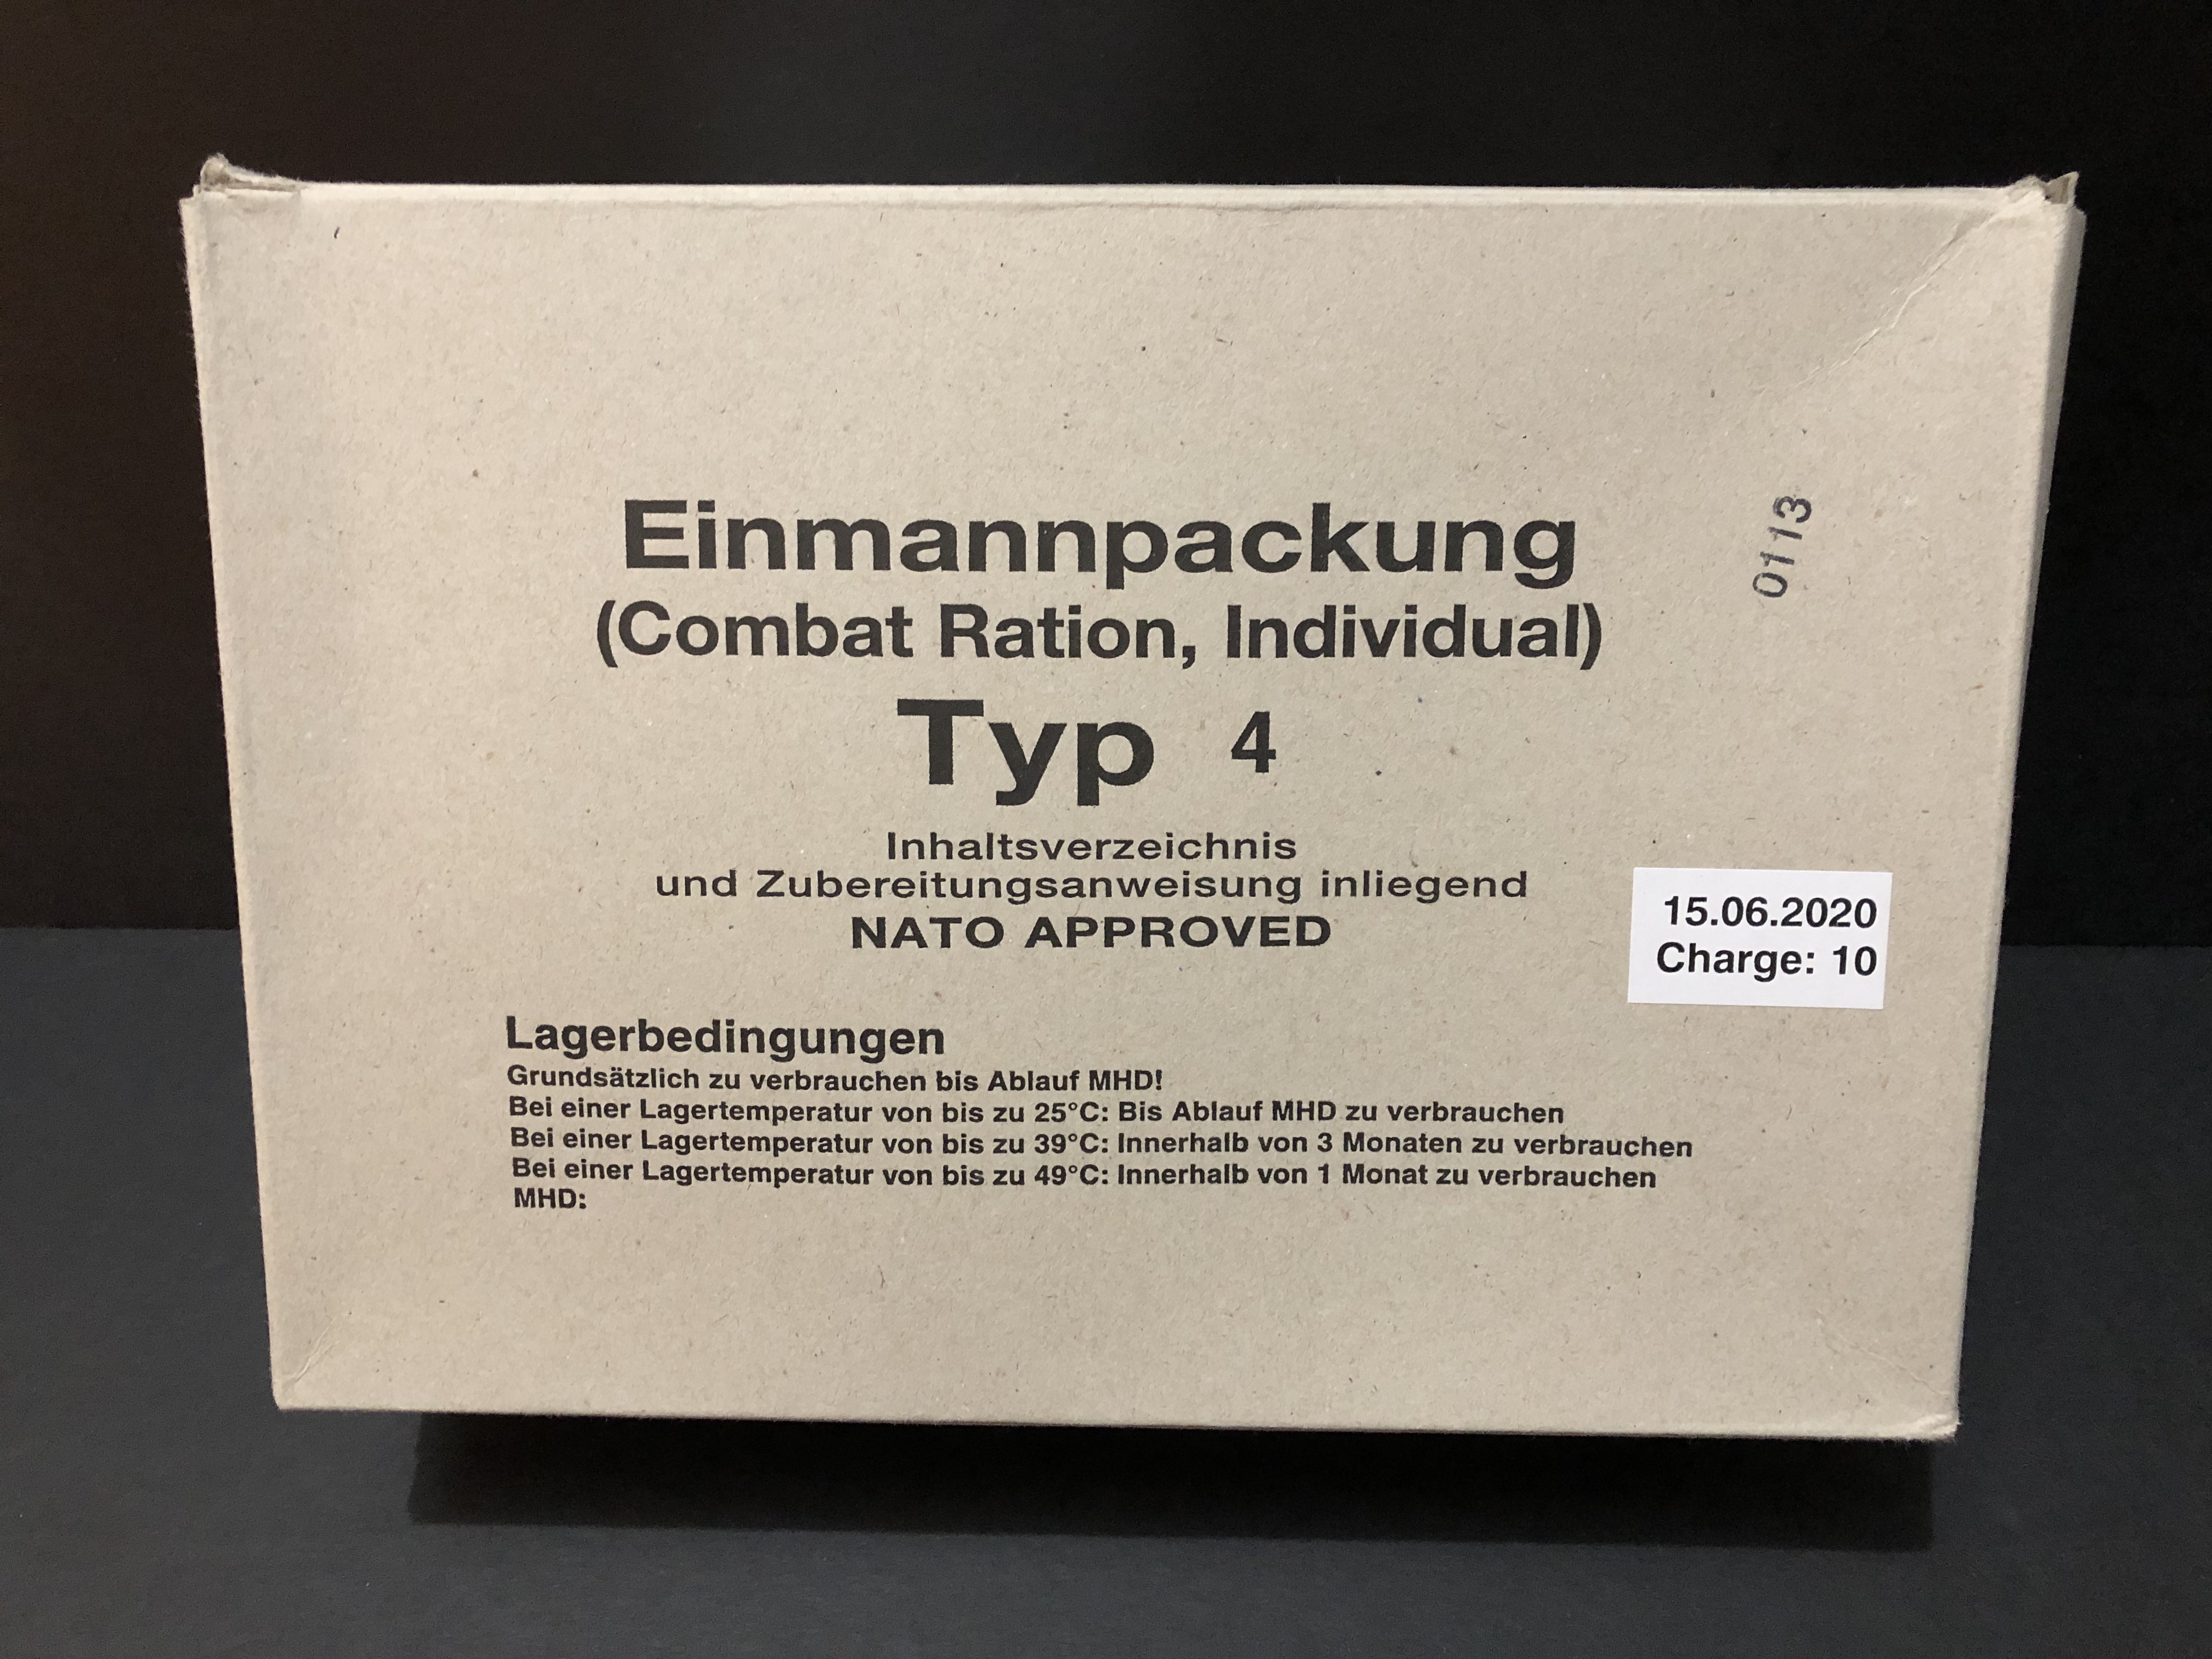 Einmannpackung
(Combat Ration, Individual)
0113
Typ 4
Inhaltsverzeichnis
und Zubereitungsanweisung inliegend
NATO APPROVED
15.06.2020
Charge: 10
Lagerbedingungen
Grundsätzlich zu verbrauchen bis Ablauf MHD!
Bei einer Lagertemperatur von bis zu 25°C: Bis Ablauf MHD zu verbrauchen
Bei einer Lagertemperatur von bis zu 39°C: Innerhalb von 3 Monaten zu verbrauchen
Bei einer Lagertemperatur von bis zu 49°C: Innerhalb von 1 Monat zu verbrauchen
MHD: